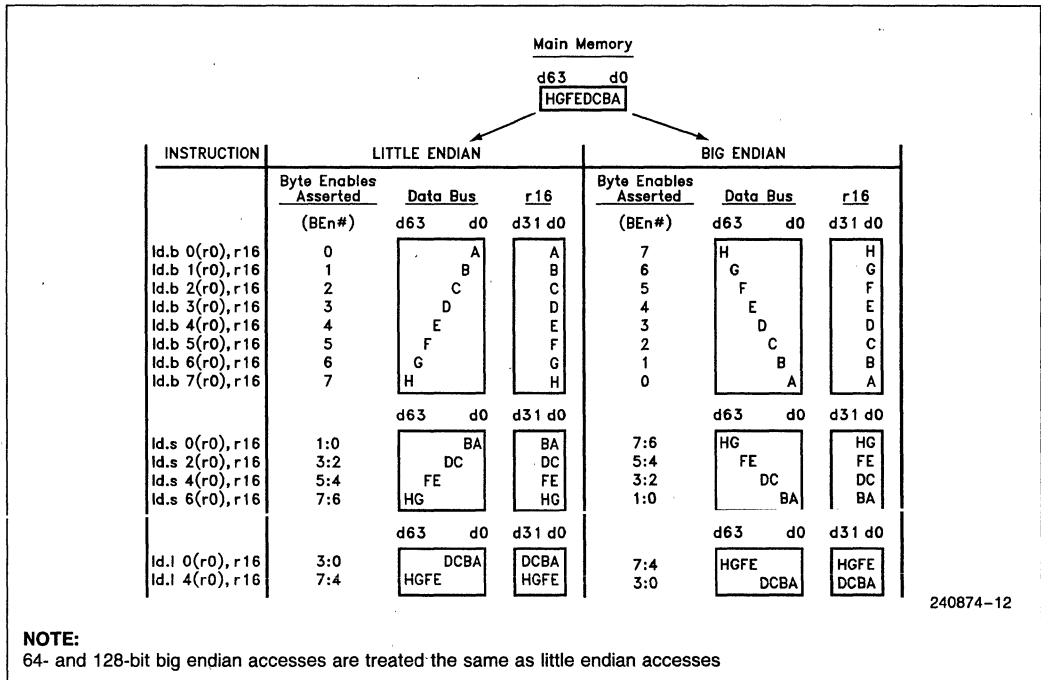 Main Memory
d63 d0
HGFEDCBA
INSTRUCTION LITTLE ENDIAN BIG ENDIAN
Byte Enables Asserted Data Bus r16 Byte Enables Asserted Data Bus r16
(BEn#) d63 d0 d31 d0 (BEn#) d63 d0 d31 d0
ld.b 0(r0),r16 0 A A 7 H H
ld.b 1(r0),r16 1 B B 6 G G
ld.b 2(r0),r16 2 C C 5 F F
ld.b 3(r0),r16 3 D D 4 E E
ld.b 4(r0),r16 4 E E 3 D D
ld.b 5(r0),r16 5 F F 2 C C
ld.b 6(r0),r16 6 G G 1 B B
ld.b 7(r0),r16 7 H H 0 A A
d63 d0 d31 d0 d63 d0 d31 d0
ld.s 0(r0),r16 1:0 BA BA 7:6 HG HG
ld.s 2(r0),r16 3:2 DC DC 5:4 FE FE
ld.s 4(r0),r16 5:4 FE FE 3:2 DC DC
ld.s 6(r0),r16 7:6 HG HG 1:0 BA BA
d63 d0 d31 d0 d63 d0 d31 d0
ld.l 0(r0),r16 3:0 DCBA DCBA 7:4 HGFE HGFE
ld.l 4(r0),r16 7:4 HGFE HGFE 3:0 DCBA DCBA
240874–12
NOTE:
64- and 128-bit big endian accesses are treated the same as little endian accesses